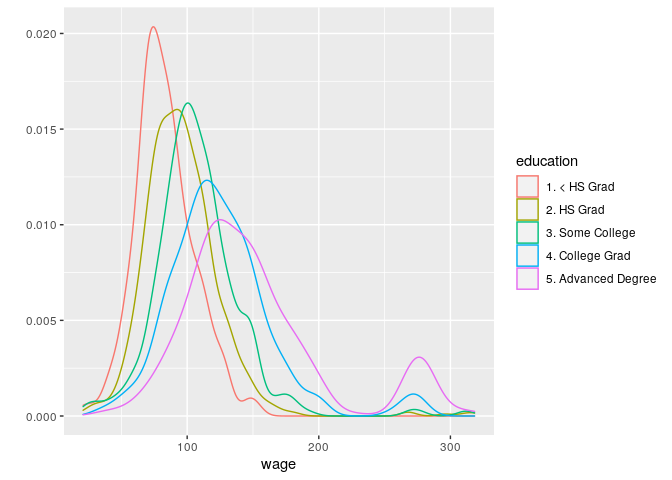 0.020
0.015
0.010
0.005
0.000
100 200 300
wage
education
1. < HS Grad
2. HS Grad
3. Some College
4. College Grad
5. Advanced Degree